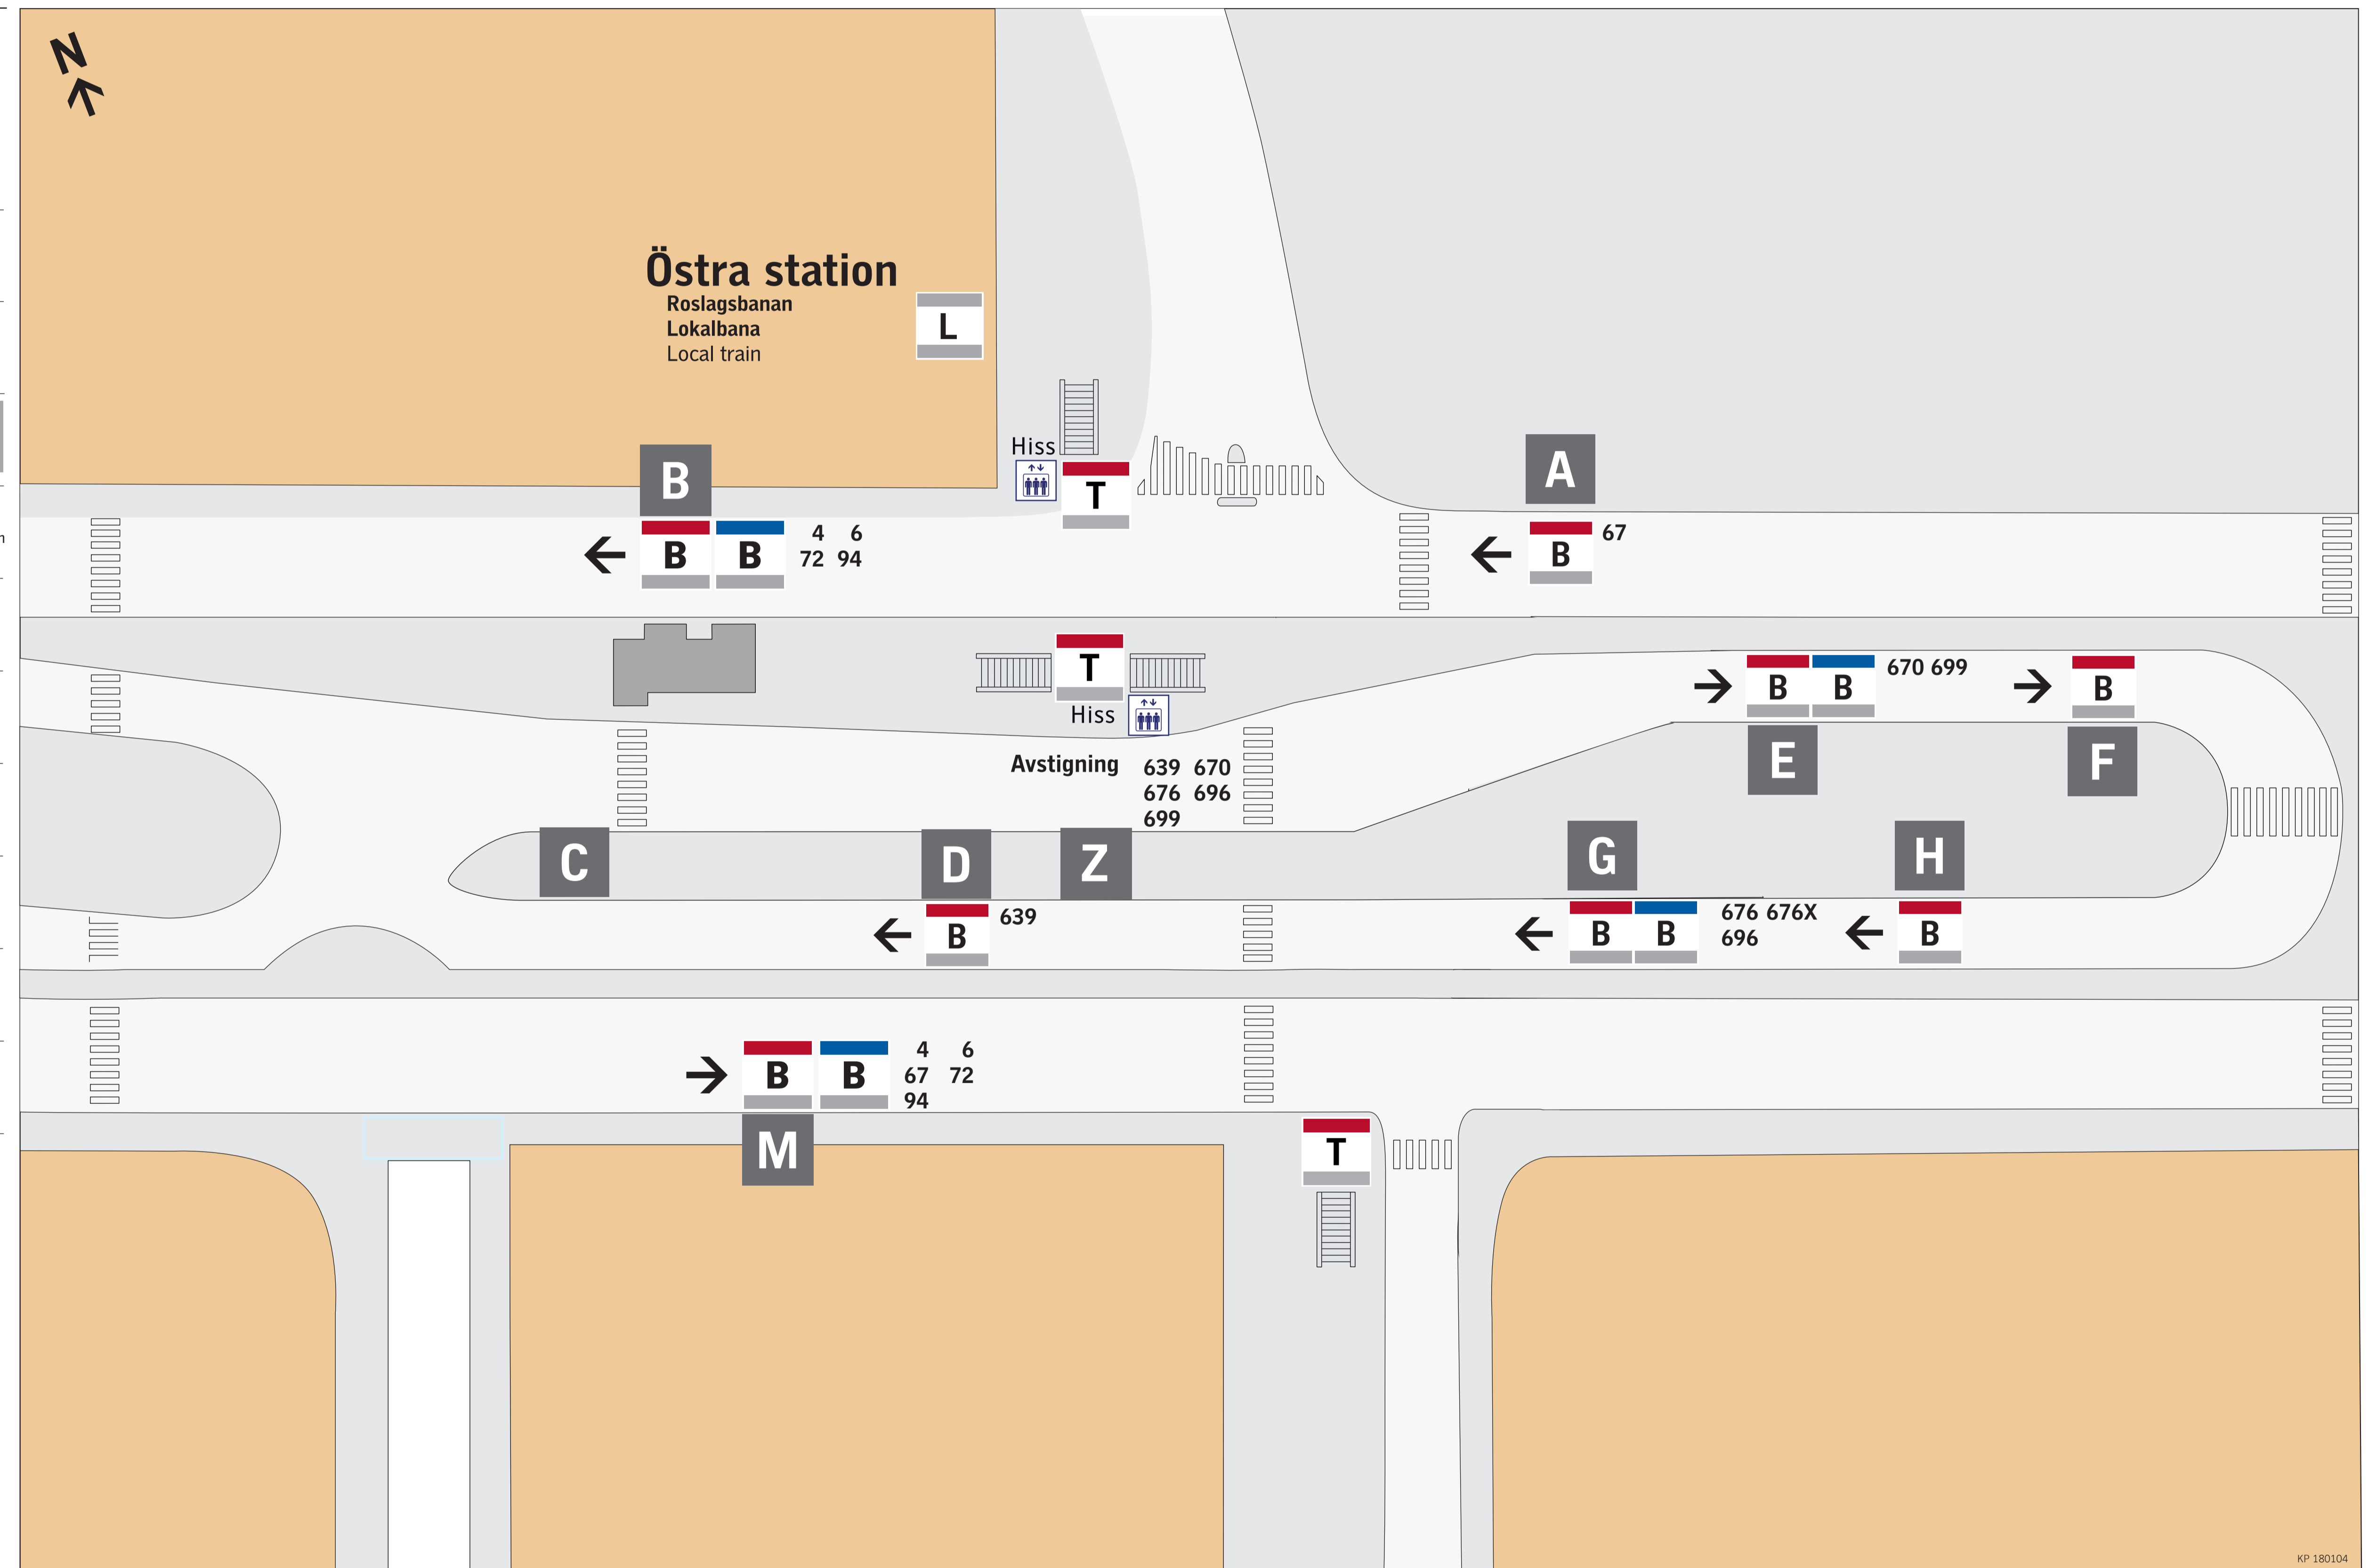 N
Östra station
Roslagsbanan
Lokalbana
Local train
L
Hiss
T
B
B B
4 6
72 94
A
B
67
T
Hiss
B B
670 699
B
E
F
Avstigning
639 670
676 696
699
C
D
Z
G
H
B
639
B B
676 676X
696
B
B B
4 6
67 72
94
M
T
KP 180104